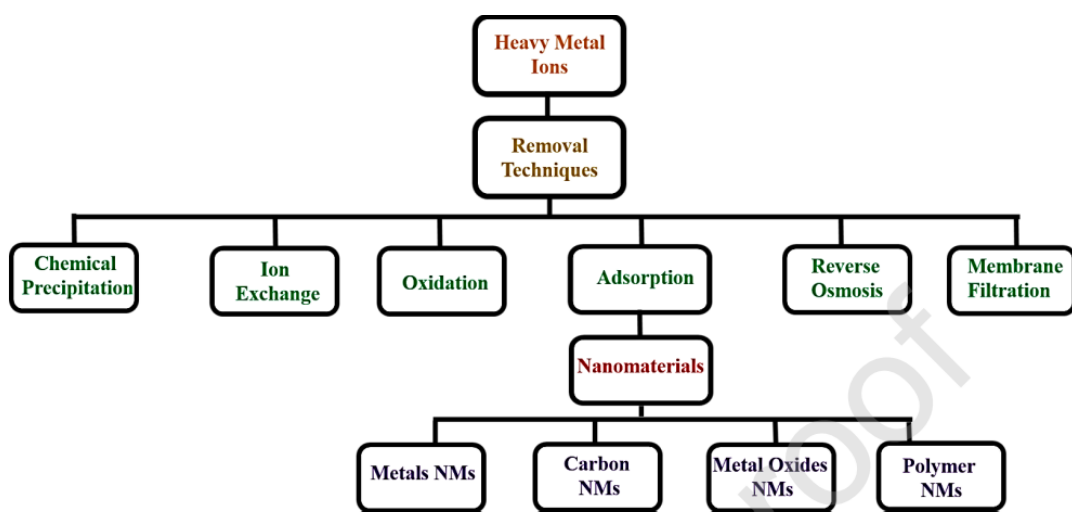 Heavy Metal
Ions
Removal
Techniques
Chemical
Precipitation
Ion
Exchange
Oxidation
Adsorption
Reverse
Osmosis
Membrane
Filtration
Nanomaterials
Metals NMs
Carbon
NMs
Metal Oxides
NMs
Polymer
NMs
roof